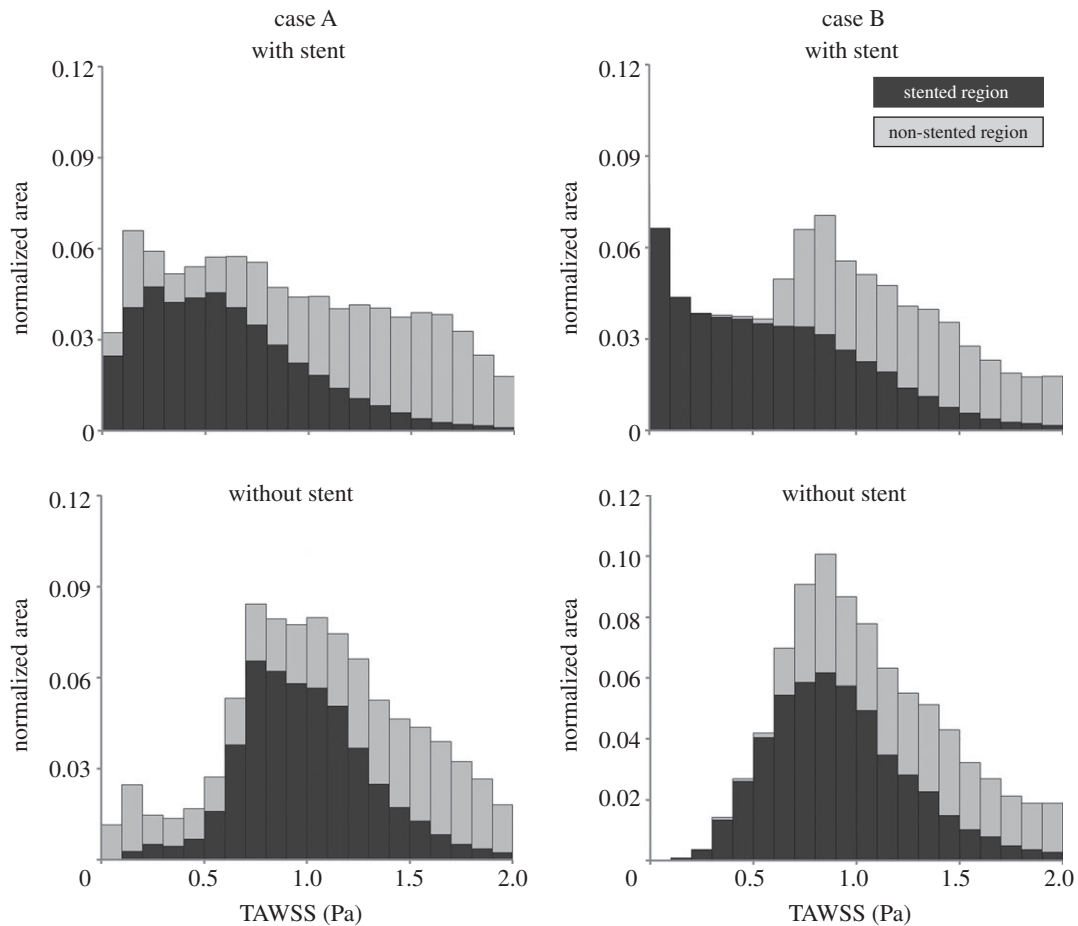 case A
with stent
0.12
0.09
0.06
0.03
0
normalized area
case B
with stent
0.12
0.09
0.06
0.03
0
normalized area
stented region
non-stented region
without stent
0.12
0.09
0.06
0.03
0 0.5 1.0 1.5 2.0
normalized area
TAWSS (Pa)
without stent
0.12
0.10
0.08
0.06
0.04
0.02
0 0.5 1.0 1.5 2.0
normalized area
TAWSS (Pa)